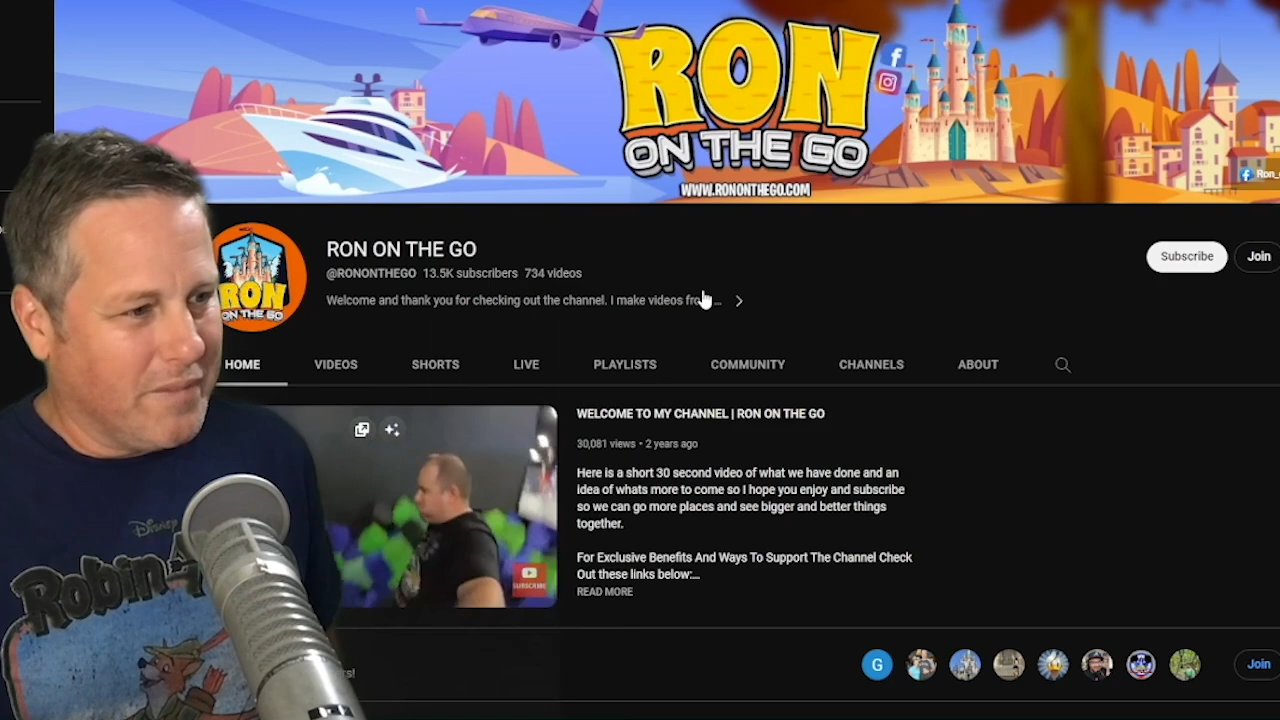 RON
ON THE GO
WWW.RONONTHEGO.COM
Ron_
RON ON THE GO
@RONONTHEGO 13.5K subscribers 734 videos
Subscribe
Join
Welcome and thank you for checking out the channel. I make videos fro...
RON
ON THE GO
HOME
VIDEOS
SHORTS
LIVE
PLAYLISTS
COMMUNITY
CHANNELS
ABOUT
WELCOME TO MY CHANNEL | RON ON THE GO
30,081 views • 2 years ago
Here is a short 30 second video of what we have done and an
idea of whats more to come so I hope you enjoy and subscribe
so we can go more places and see bigger and better things
together.
For Exclusive Benefits And Ways To Support The Channel Check
Out these links below:...
READ MORE
SUBSCRIBE
Disney
Robin
G
Join